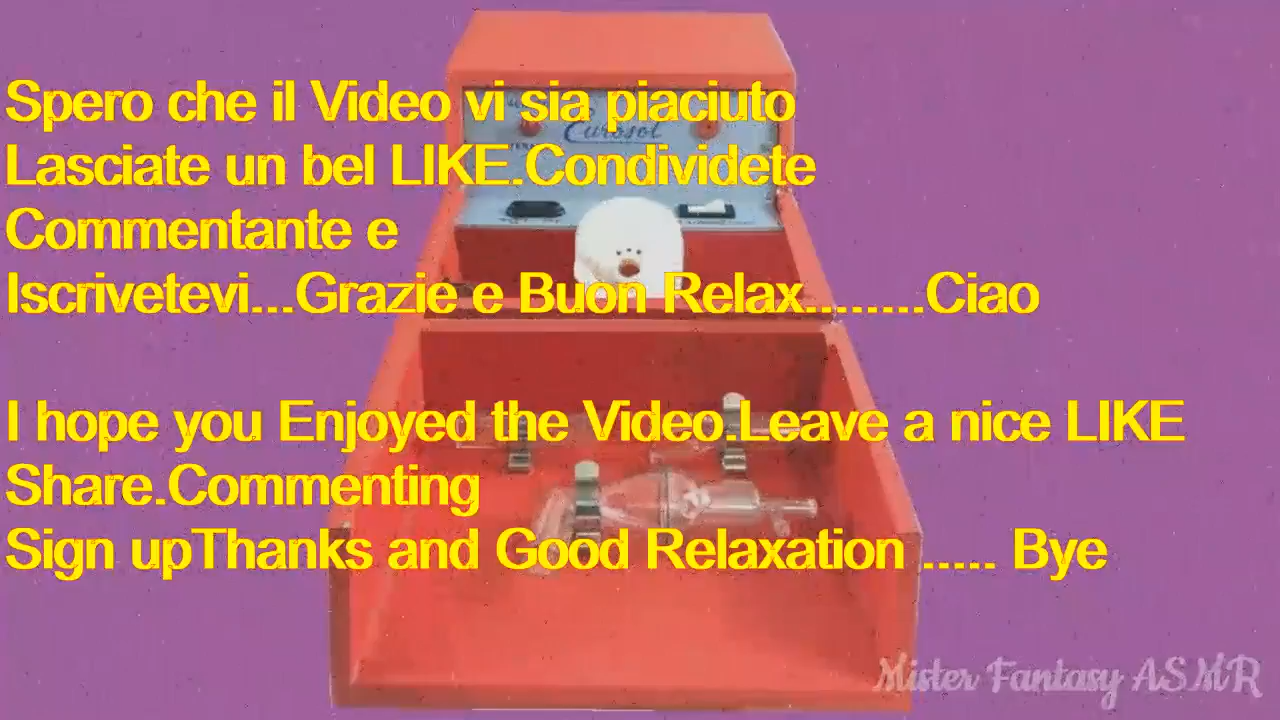 Spero che il Video vi sia piaciuto
Lasciate un bel LIKE.Condividete
Commentante e
Iscrivetevi...Grazie e Buon Relax........Ciao
I hope you Enjoyed the Video.Leave a nice LIKE
Share.Commenting
Sign upThanks and Good Relaxation ..... Bye
Eurosol
Mister Fantasy ASMR